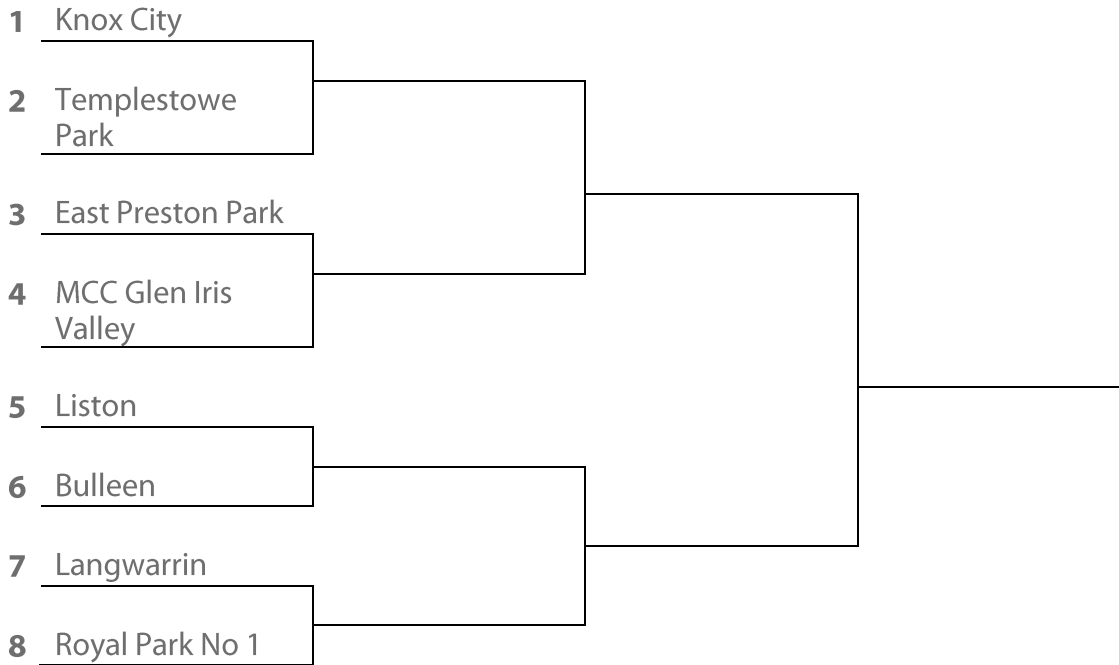 1 Knox City
2 Templestowe
Park
3 East Preston Park
4 MCC Glen Iris
Valley
5 Liston
6 Bulleen
7 Langwarrin
8 Royal Park No 1